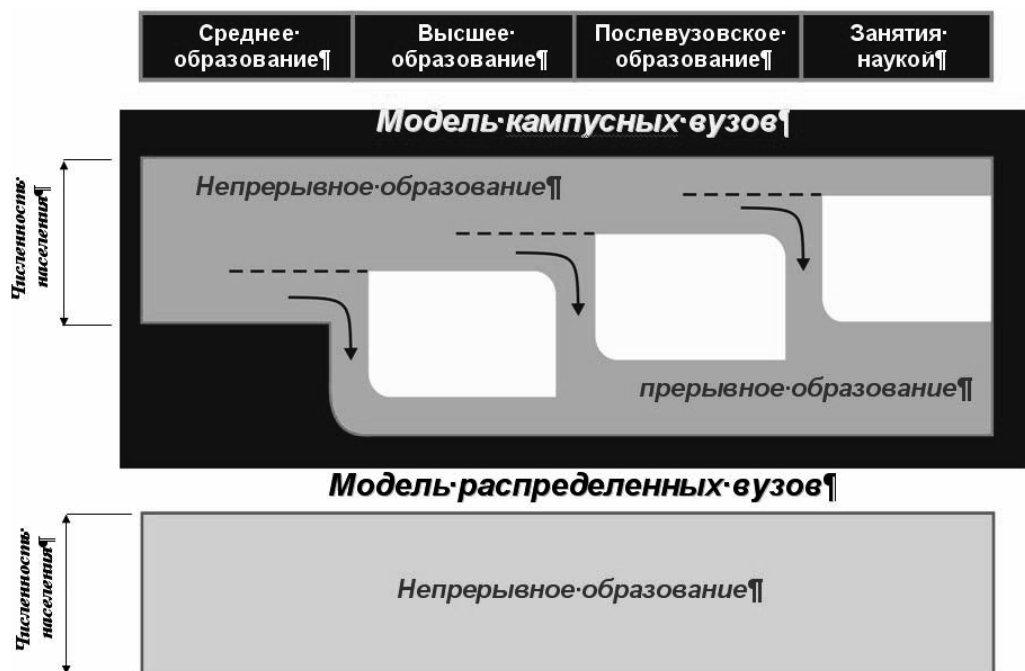 Среднее·
образование¶
Высшее·
образование¶
Послевузовское·
образование¶
Занятия·
наукой¶
Модель·кампусных·вузов¶
Численность·
населения¶
Непрерывное·образование¶
прерывное·образование¶
Модель·распределенных·вузов¶
Численность·
населения¶
Непрерывное·образование¶